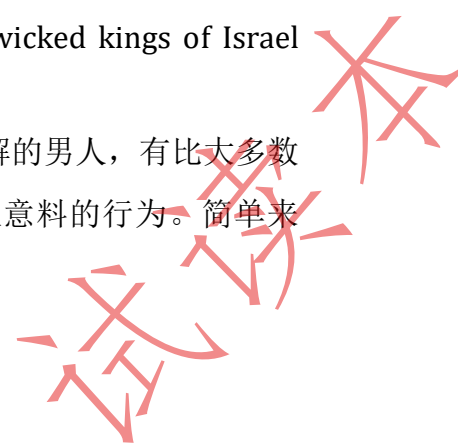 wicked kings of Israel
解的男人，有比大多数
意料的行为。简单来
试读本